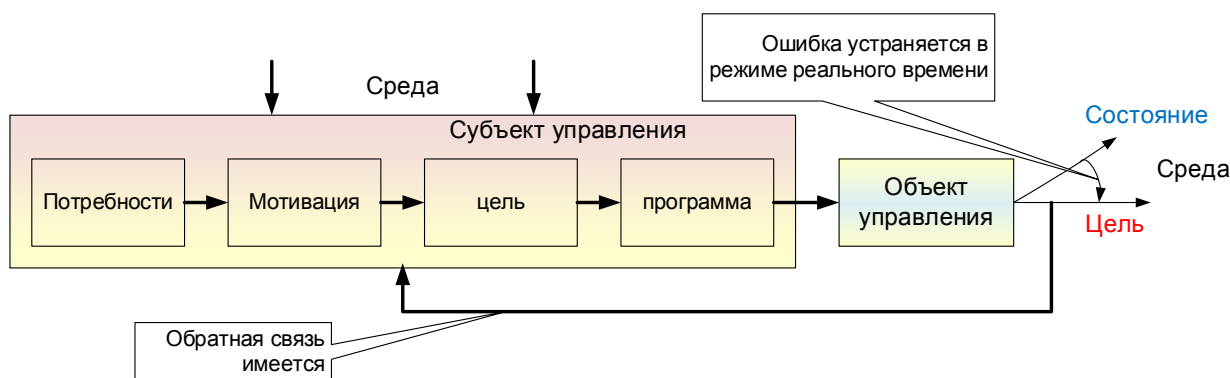 Ошибка устраняется в
режиме реального времени
Среда
Состояние
Субъект управления
Среда
Потребности
Мотивация
цель
программа
Объект
управления
Цель
Обратная связь
имеется